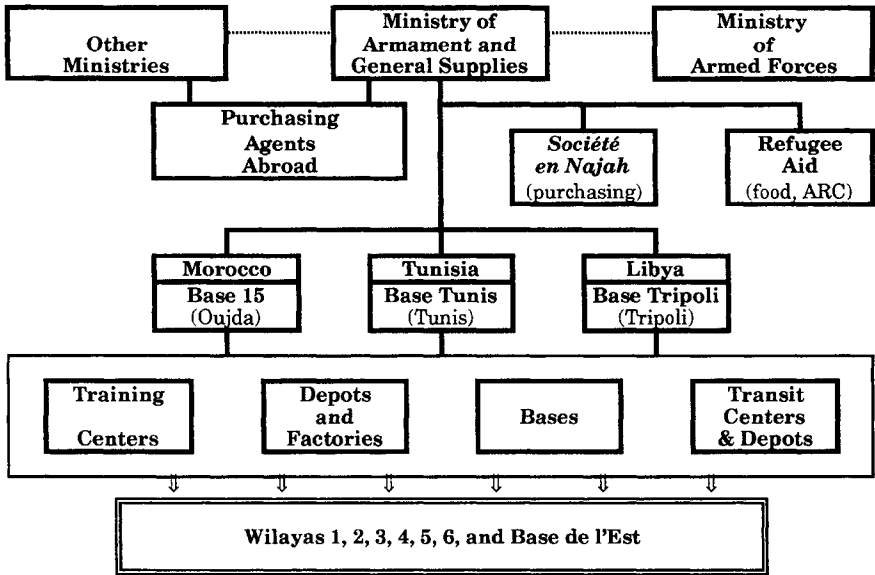 Other
Ministries
Ministry of
Armament and
General Supplies
Ministry
of
Armed Forces
Purchasing
Agents
Abroad
Société
en Najah
(purchasing)
Refugee
Aid
(food, ARC)
Morocco
Base 15
(Oujda)
Tunisia
Base Tunis
(Tunis)
Libya
Base Tripoli
(Tripoli)
Training
Centers
Depots
and
Factories
Bases
Transit
Centers
& Depots
Wilayas 1, 2, 3, 4, 5, 6, and Base de l'Est